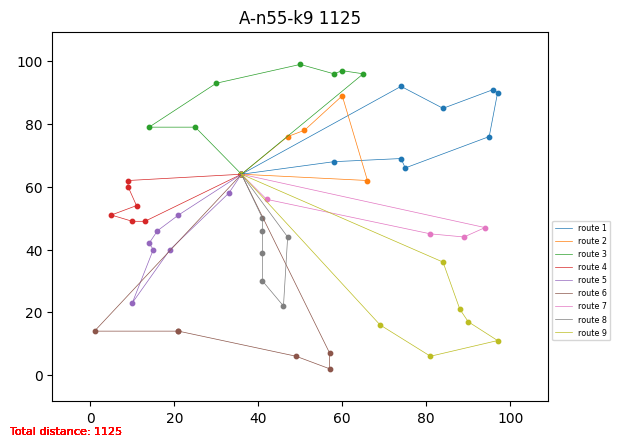 A-n55-k9 1125
100
80
60
40
20
0
0 20 40 60 80 100
route 1
route 2
route 3
route 4
route 5
route 6
route 7
route 8
route 9
Total distance: 1125